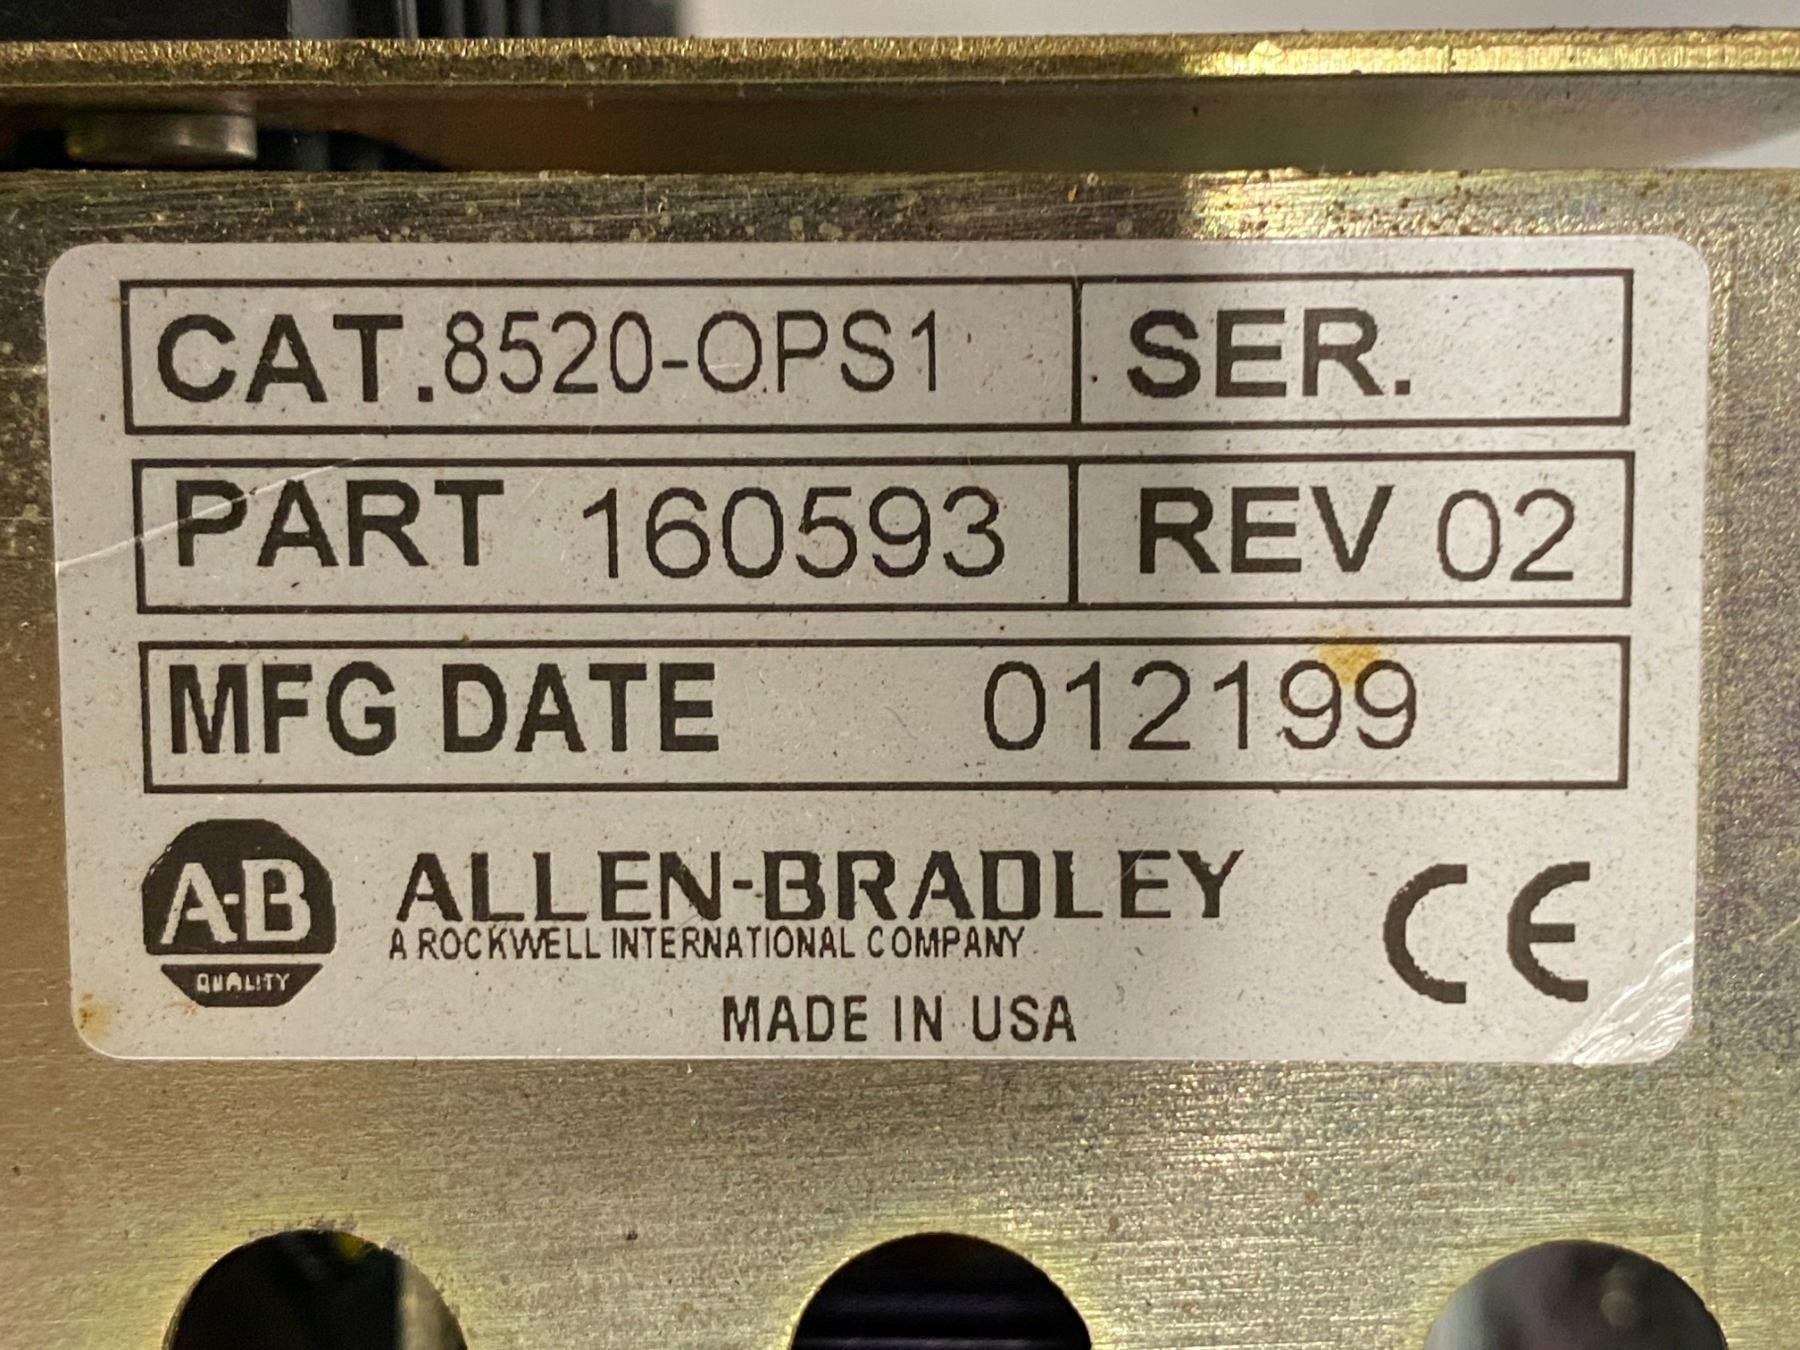 CAT. 8520-OPS1 SER.
PART 160593 REV 02
MFG DATE 012199
A-B
QUALITY
ALLEN-BRADLEY
A ROCKWELL INTERNATIONAL COMPANY
MADE IN USA
CE